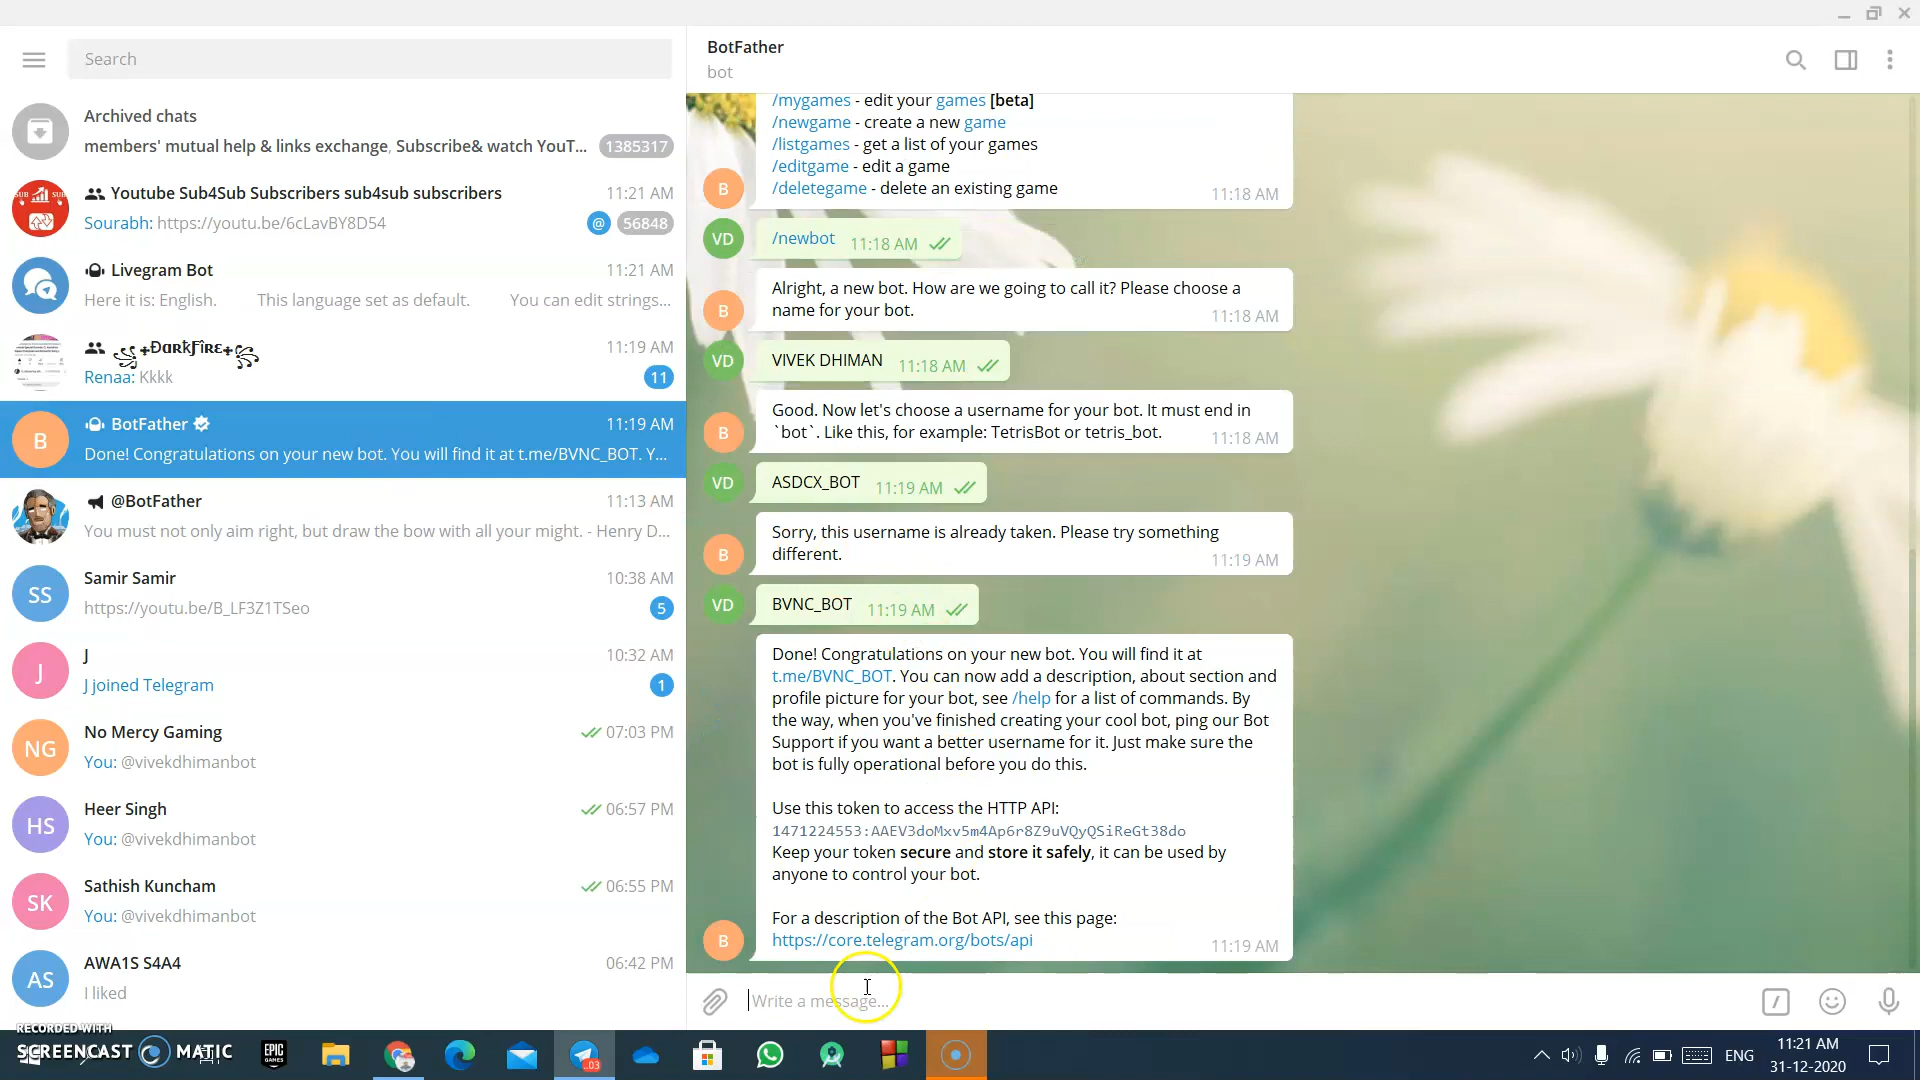 Search
Archived chats
members' mutual help & links exchange, Subscribe& watch YouT...
1385317
Youtube Sub4Sub Subscribers sub4sub subscribers
11:21 AM
Sourabh: https://youtu.be/6cLavBY8D54
@
56848
Livegram Bot
11:21 AM
Here it is: English. This language set as default. You can edit strings...
11:19 AM
Renaa: Kkkk
11
BotFather
11:19 AM
Done! Congratulations on your new bot. You will find it at t.me/BVNC_BOT. Y...
B
@BotFather
11:13 AM
You must not only aim right, but draw the bow with all your might. - Henry D...
SS
Samir Samir
10:38 AM
https://youtu.be/B_LF3Z1TSeo
5
J
J
10:32 AM
J joined Telegram
1
NG
No Mercy Gaming
07:03 PM
You: @vivekdhimanbot
HS
Heer Singh
06:57 PM
You: @vivekdhimanbot
SK
Sathish Kuncham
06:55 PM
You: @vivekdhimanbot
AS
AWA1S S4A4
06:42 PM
I liked
BotFather
bot
/mygames - edit your games [beta]
/newgame - create a new game
/listgames - get a list of your games
/editgame - edit a game
/deletegame - delete an existing game
11:18 AM
B
VD
/newbot 11:18 AM
Alright, a new bot. How are we going to call it? Please choose a
name for your bot.
11:18 AM
B
VD
VIVEK DHIMAN 11:18 AM
Good. Now let's choose a username for your bot. It must end in
`bot`. Like this, for example: TetrisBot or tetris_bot.
11:18 AM
B
VD
ASDCX_BOT 11:19 AM
Sorry, this username is already taken. Please try something
different.
11:19 AM
B
VD
BVNC_BOT 11:19 AM
Done! Congratulations on your new bot. You will find it at
t.me/BVNC_BOT. You can now add a description, about section and
profile picture for your bot, see /help for a list of commands. By
the way, when you've finished creating your cool bot, ping our Bot
Support if you want a better username for it. Just make sure the
bot is fully operational before you do this.
Use this token to access the HTTP API:
1471224553:AAEV3doMxv5m4Ap6r8Z9uVQyQSiReGt38do
Keep your token secure and store it safely, it can be used by
anyone to control your bot.
For a description of the Bot API, see this page:
https://core.telegram.org/bots/api
11:19 AM
B
Write a message...
RECORDED WITH
SCREENCAST MATIC
EPIC
GAMES
..03
ENG
11:21 AM
31-12-2020